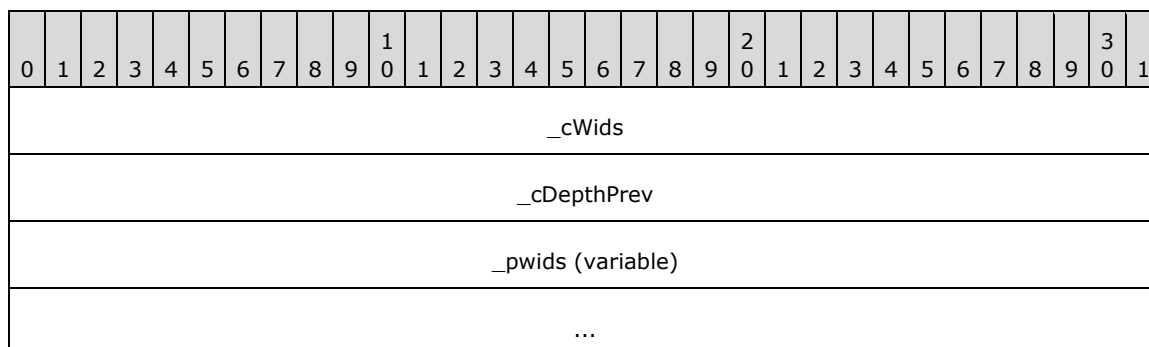 1 2 3
0 1 2 3 4 5 6 7 8 9 0 1 2 3 4 5 6 7 8 9 0 1 2 3 4 5 6 7 8 9 0 1
_cWids
_cDepthPrev
_pwids (variable)
...